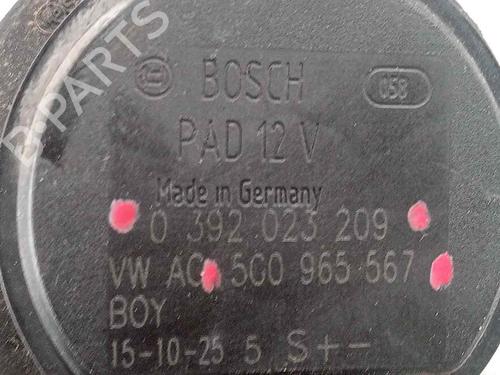 B-PARTS
BOSCH
058
PAD 12 V
Made in Germany
0 392 023 209
VW AG 5G0 965 567
BOY
15-10-25 5 S+-